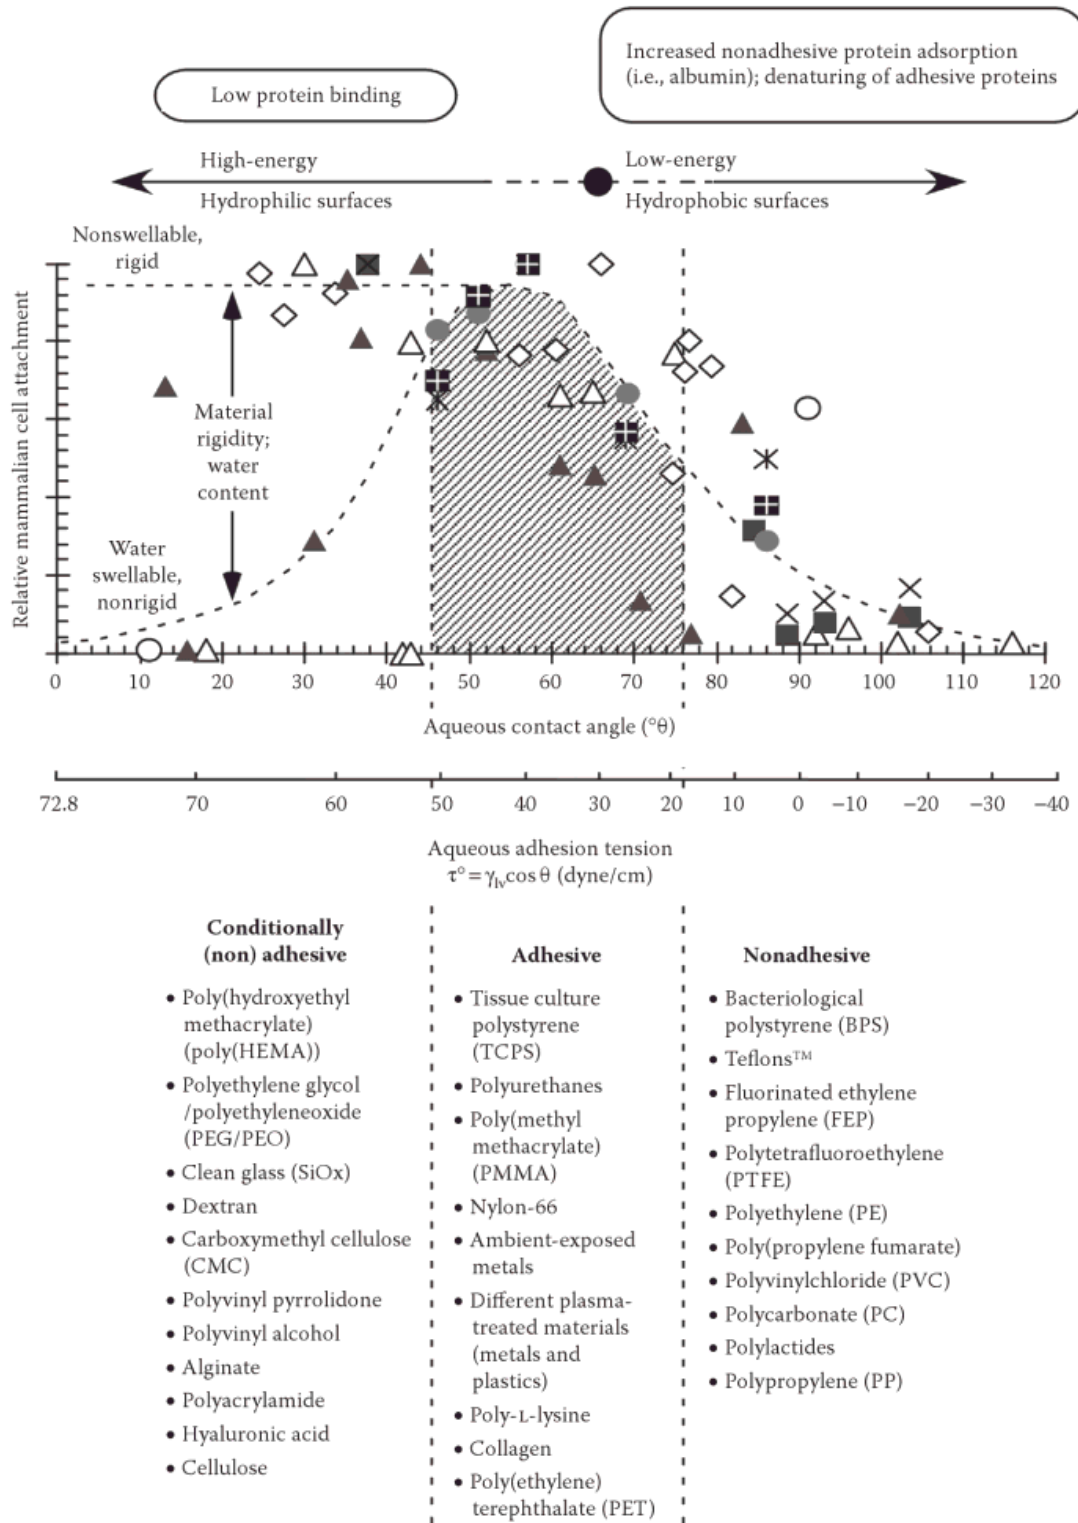 Increased nonadhesive protein adsorption
(i.e., albumin); denaturing of adhesive proteins
Low protein binding
High-energy
Low-energy
Hydrophilic surfaces
Hydrophobic surfaces
Nonswellable,
rigid
Relative mammalian cell attachment
Material
rigidity;
water
content
Water
swellable,
nonrigid
0 10 20 30 40 50 60 70 80 90 100 110 120
Aqueous contact angle (°θ)
72.8 70 60 50 40 30 20 10 0 −10 −20 −30 −40
Aqueous adhesion tension
τ° = γlv cos θ (dyne/cm)
Conditionally
(non) adhesive
• Poly(hydroxyethyl
methacrylate)
(poly(HEMA))
• Polyethylene glycol
/polyethyleneoxide
(PEG/PEO)
• Clean glass (SiOx)
• Dextran
• Carboxymethyl cellulose
(CMC)
• Polyvinyl pyrrolidone
• Polyvinyl alcohol
• Alginate
• Polyacrylamide
• Hyaluronic acid
• Cellulose
Adhesive
• Tissue culture
polystyrene
(TCPS)
• Polyurethanes
• Poly(methyl
methacrylate)
(PMMA)
• Nylon-66
• Ambient-exposed
metals
• Different plasma-
treated materials
(metals and
plastics)
• Poly-L-lysine
• Collagen
• Poly(ethylene)
terephthalate (PET)
Nonadhesive
• Bacteriological
polystyrene (BPS)
• Teflons™
• Fluorinated ethylene
propylene (FEP)
• Polytetrafluoroethylene
(PTFE)
• Polyethylene (PE)
• Poly(propylene fumarate)
• Polyvinylchloride (PVC)
• Polycarbonate (PC)
• Polylactides
• Polypropylene (PP)